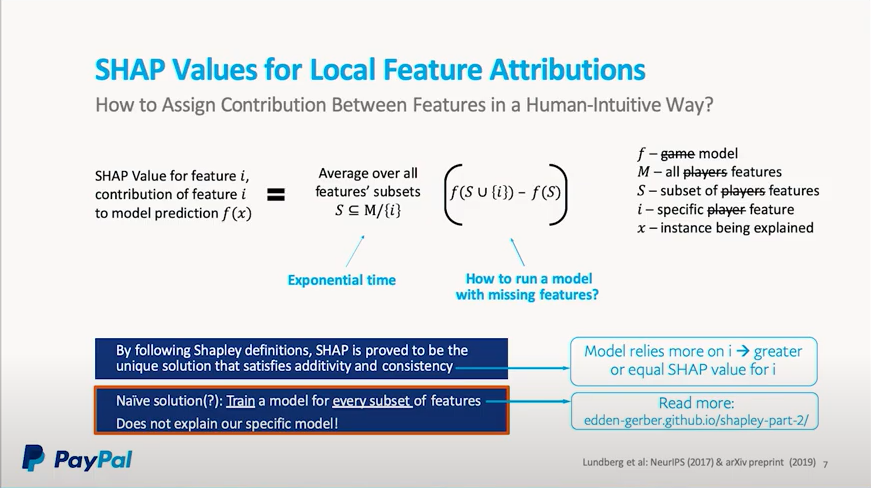 SHAP Values for Local Feature Attributions
How to Assign Contribution Between Features in a Human-Intuitive Way?
SHAP Value for feature i,
contribution of feature i
to model prediction f(x)
=
Average over all
features' subsets
S ⊆ M/{i}
(f(S ∪ {i}) − f(S))
f – game model
M – all players features
S – subset of players features
i – specific player feature
x – instance being explained
Exponential time
How to run a model
with missing features?
By following Shapley definitions, SHAP is proved to be the
unique solution that satisfies additivity and consistency
Model relies more on i → greater
or equal SHAP value for i
Naïve solution(?): Train a model for every subset of features
Does not explain our specific model!
Read more:
edden-gerber.github.io/shapley-part-2/
PayPal
Lundberg et al: NeurIPS (2017) & arXiv preprint (2019) 7